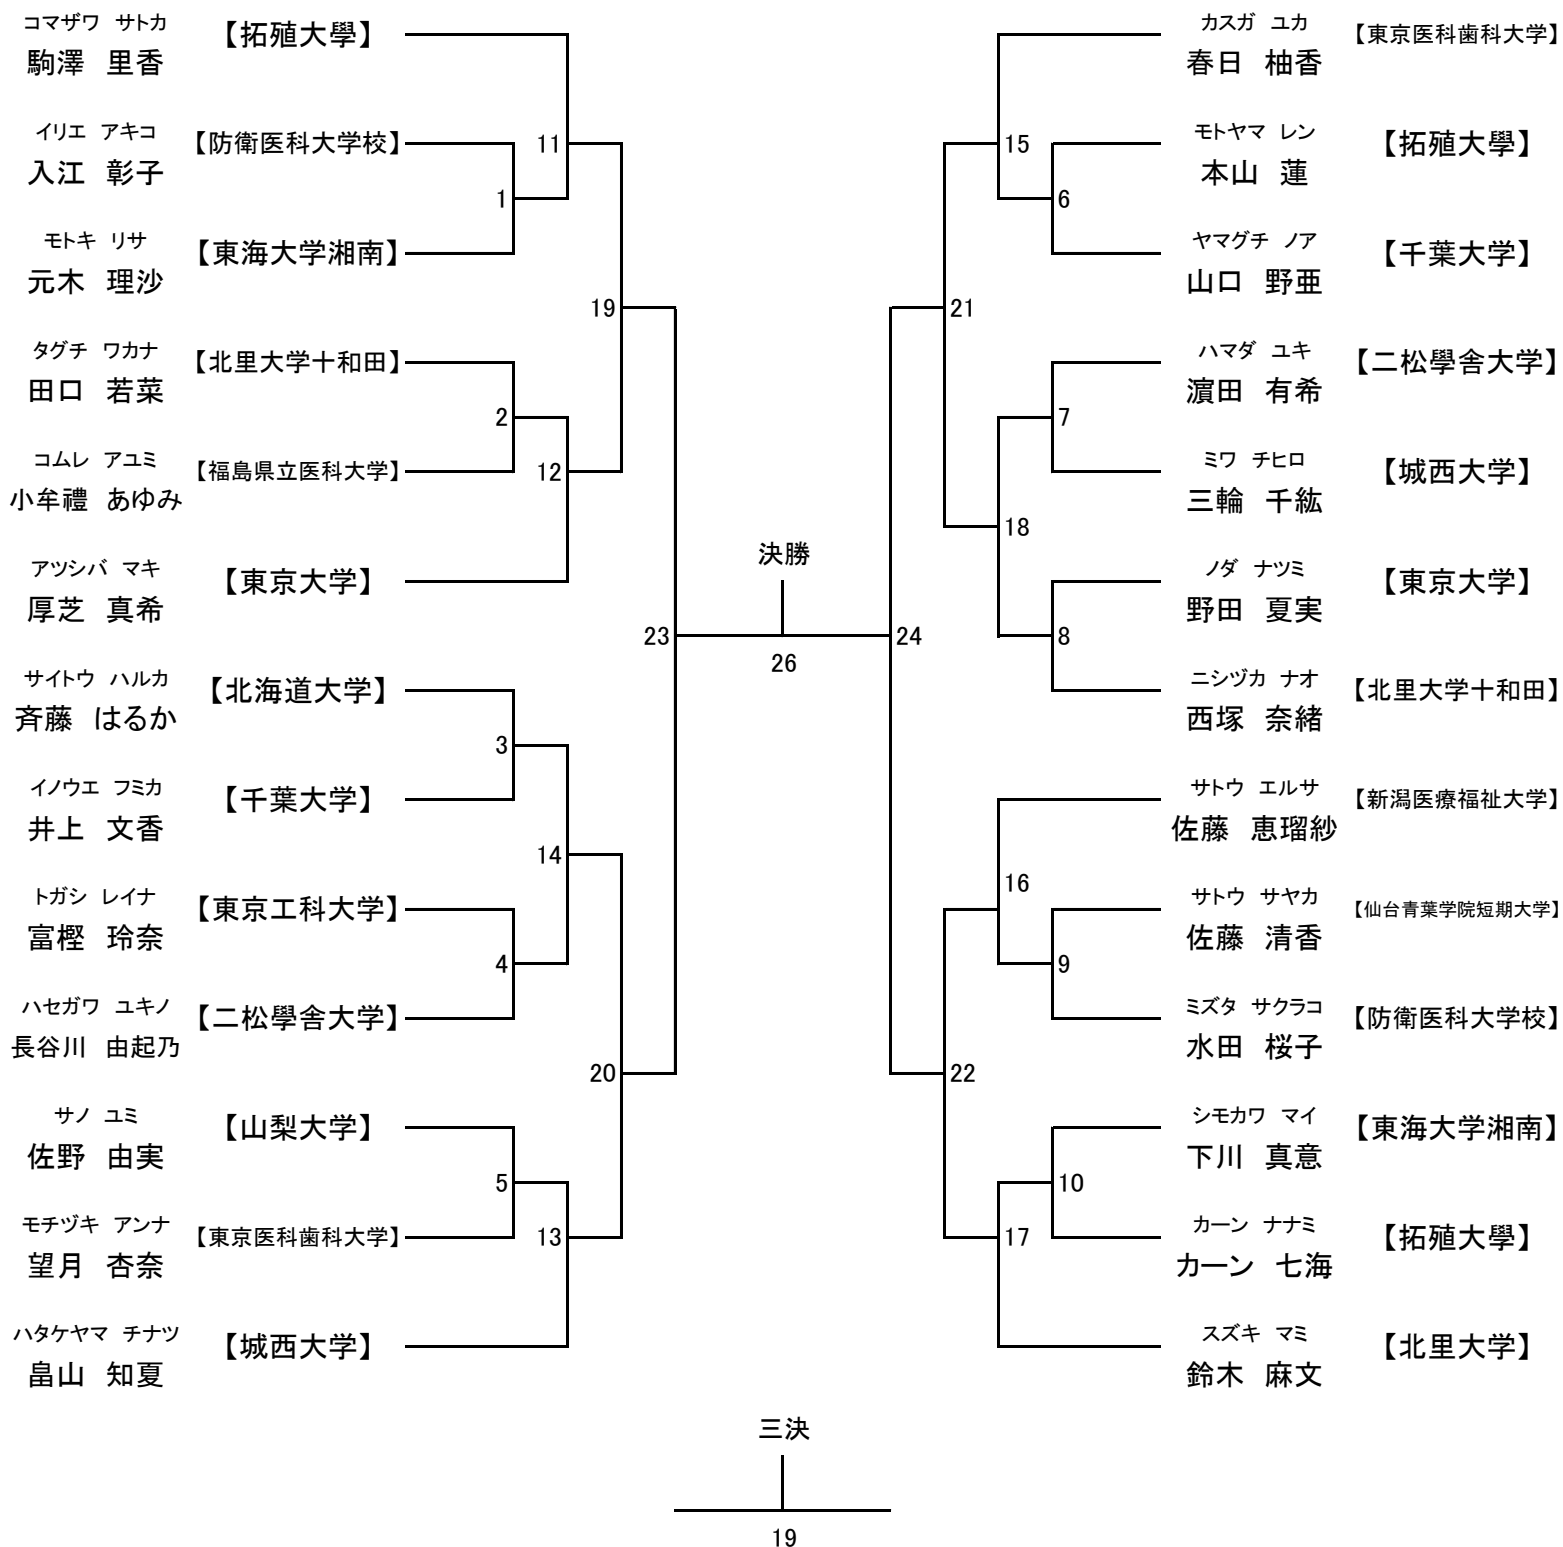 コマザワ サトカ
駒澤 里香
【拓殖大學】
イリエ アキコ
入江 彰子
【防衛医科大学校】
モトキ リサ
元木 理沙
【東海大学湘南】
タグチ ワカナ
田口 若菜
【北里大学十和田】
コムレ アユミ
小牟禮 あゆみ
【福島県立医科大学】
アツシバ マキ
厚芝 真希
【東京大学】
サイトウ ハルカ
斉藤 はるか
【北海道大学】
イノウエ フミカ
井上 文香
【千葉大学】
トガシ レイナ
富樫 玲奈
【東京工科大学】
ハセガワ ユキノ
長谷川 由起乃
【二松學舎大学】
サノ ユミ
佐野 由実
【山梨大学】
モチヅキ アンナ
望月 杏奈
【東京医科歯科大学】
ハタケヤマ チナツ
畠山 知夏
【城西大学】
1
2
3
4
5
11
12
14
13
19
20
23
決勝
26
24
21
22
15
18
16
17
6
7
8
9
10
カスガ ユカ
春日 柚香
【東京医科歯科大学】
モトヤマ レン
本山 蓮
【拓殖大學】
ヤマグチ ノア
山口 野亜
【千葉大学】
ハマダ ユキ
濵田 有希
【二松學舎大学】
ミワ チヒロ
三輪 千紘
【城西大学】
ノダ ナツミ
野田 夏実
【東京大学】
ニシヅカ ナオ
西塚 奈緒
【北里大学十和田】
サトウ エルサ
佐藤 恵瑠紗
【新潟医療福祉大学】
サトウ サヤカ
佐藤 清香
【仙台青葉学院短期大学】
ミズタ サクラコ
水田 桜子
【防衛医科大学校】
シモカワ マイ
下川 真意
【東海大学湘南】
カーン ナナミ
カーン 七海
【拓殖大學】
スズキ マミ
鈴木 麻文
【北里大学】
三決
19